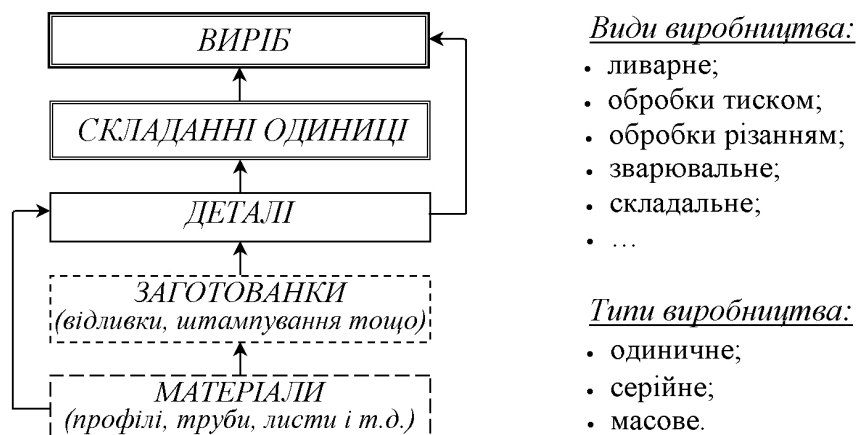 ВИРІБ
СКЛАДАННІ ОДИНИЦІ
ДЕТАЛІ
ЗАГОТОВАНКИ
(відливки, штампування тощо)
МАТЕРІАЛИ
(профілі, труби, листи і т.д.)
Види виробництва:
• ливарне;
• обробки тиском;
• обробки різанням;
• зварювальне;
• складальне;
• …
Типи виробництва:
• одиничне;
• серійне;
• масове.